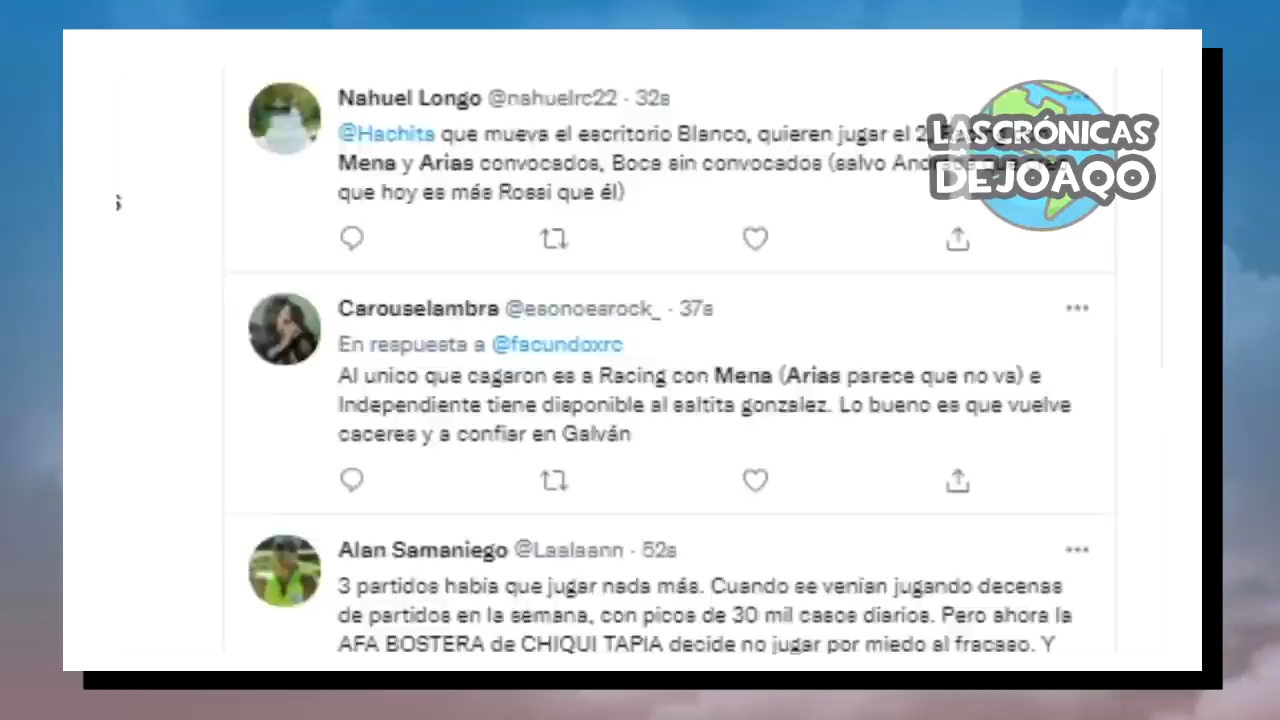 Nahuel Longo @nahuelrc22 · 32s
@Hachita que mueva el escritorio Blanco, quieren jugar el 2
Mena y Arias convocados, Boca sin convocados (salvo
que hoy es más Rossi que él)
LAS CRÓNICAS
DE JOAQO
s
Carouselambra @esonoesrock_ · 37s
En respuesta a @facundoxrc
Al unico que cagaron es a Racing con Mena (Arias parece que no va) e
Independiente tiene disponible al saltita gonzalez. Lo bueno es que vuelve
caceres y a confiar en Galván
Alan Samaniego @Laalaann · 52s
3 partidos habia que jugar nada más. Cuando se venían jugando decenas
de partidos en la semana, con picos de 30 mil casos diarios. Pero ahora la
AFA BOSTERA de CHIQUI TAPIA decide no jugar por miedo al fracaso. Y